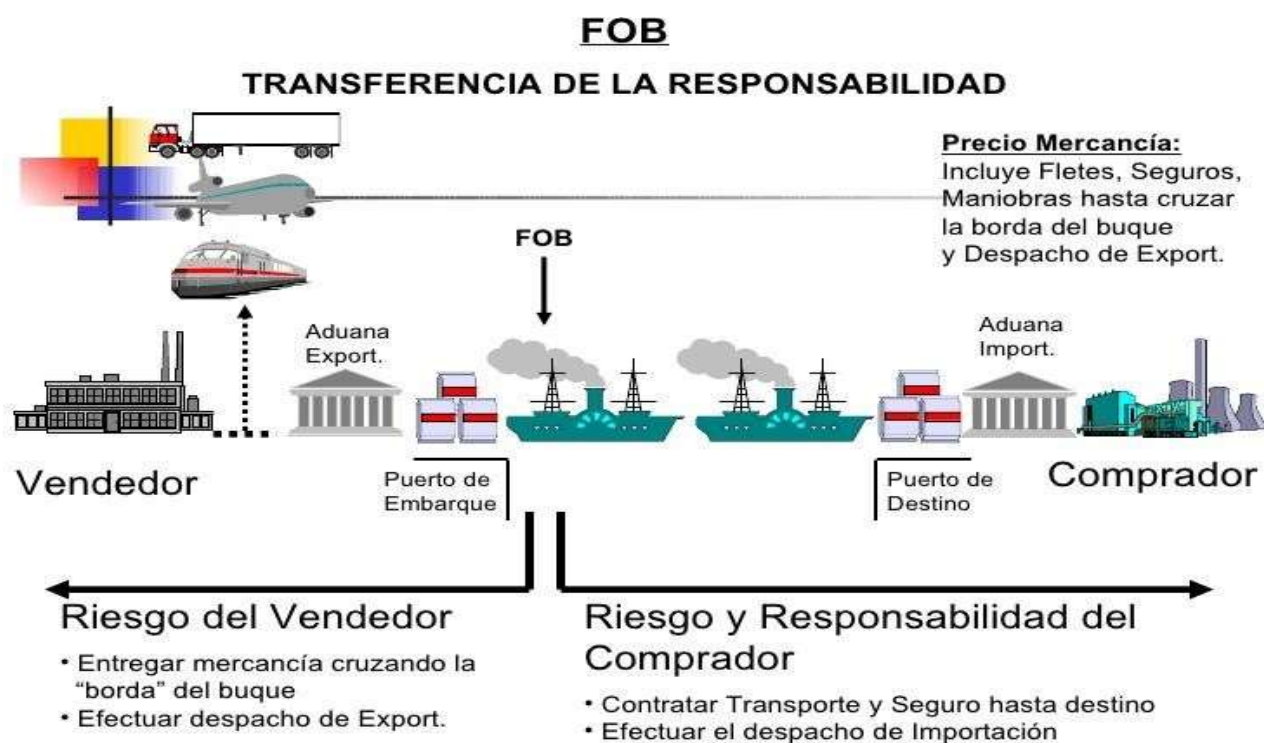 FOB
TRANSFERENCIA DE LA RESPONSABILIDAD
Precio Mercancía:
Incluye Fletes, Seguros,
Maniobras hasta cruzar
la borda del buque
y Despacho de Export.
FOB
Aduana
Export.
Aduana
Import.
Vendedor
Puerto de
Embarque
Puerto de
Destino
Comprador
Riesgo del Vendedor
• Entregar mercancía cruzando la
"borda" del buque
• Efectuar despacho de Export.
Riesgo y Responsabilidad del
Comprador
• Contratar Transporte y Seguro hasta destino
• Efectuar el despacho de Importación